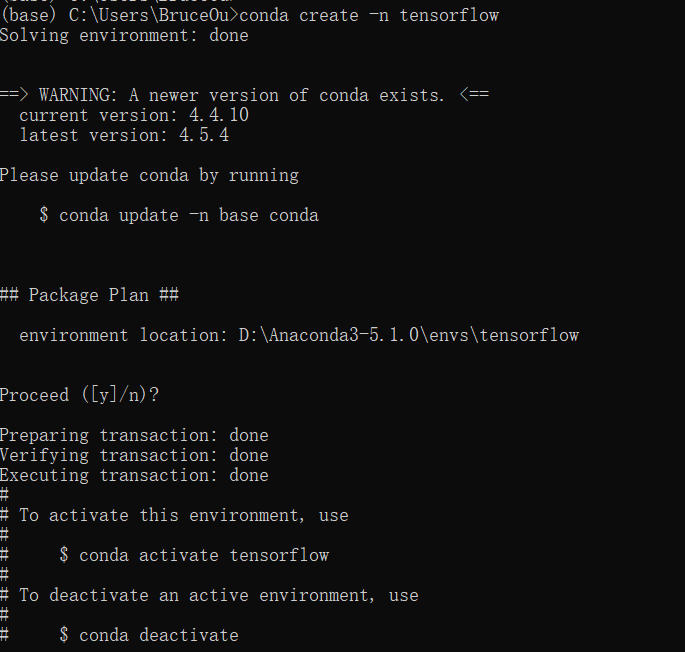 (base) C:\Users\BruceOu>conda create -n tensorflow
Solving environment: done
==> WARNING: A newer version of conda exists. <==
current version: 4.4.10
latest version: 4.5.4
Please update conda by running
$ conda update -n base conda
## Package Plan ##
environment location: D:\Anaconda3-5.1.0\envs\tensorflow
Proceed ([y]/n)?
Preparing transaction: done
Verifying transaction: done
Executing transaction: done
#
# To activate this environment, use
#
#     $ conda activate tensorflow
#
# To deactivate an active environment, use
#
#     $ conda deactivate